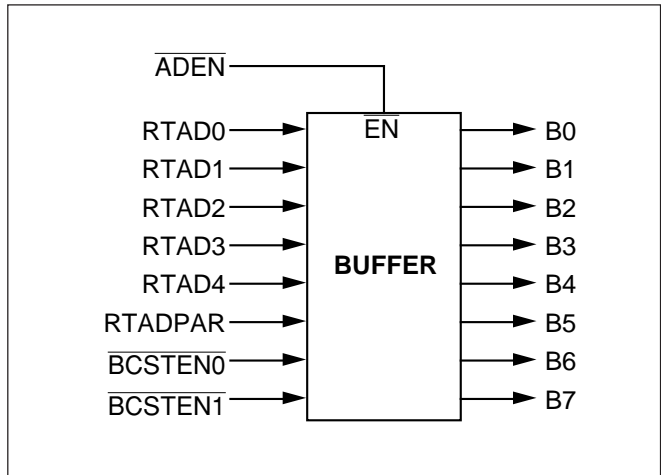 ADEN
EN
RTAD0 B0
RTAD1 B1
RTAD2 B2
RTAD3 B3
BUFFER
RTAD4 B4
RTADPAR B5
BCSTEN0 B6
BCSTEN1 B7